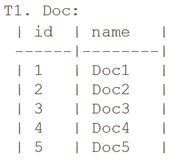 T1. Doc:
| id | name |
------|--------|
| 1 | Doc1
| 2 | Doc2
| 3 | Doc3
| 4 | Doc4
| 5 | Doc5